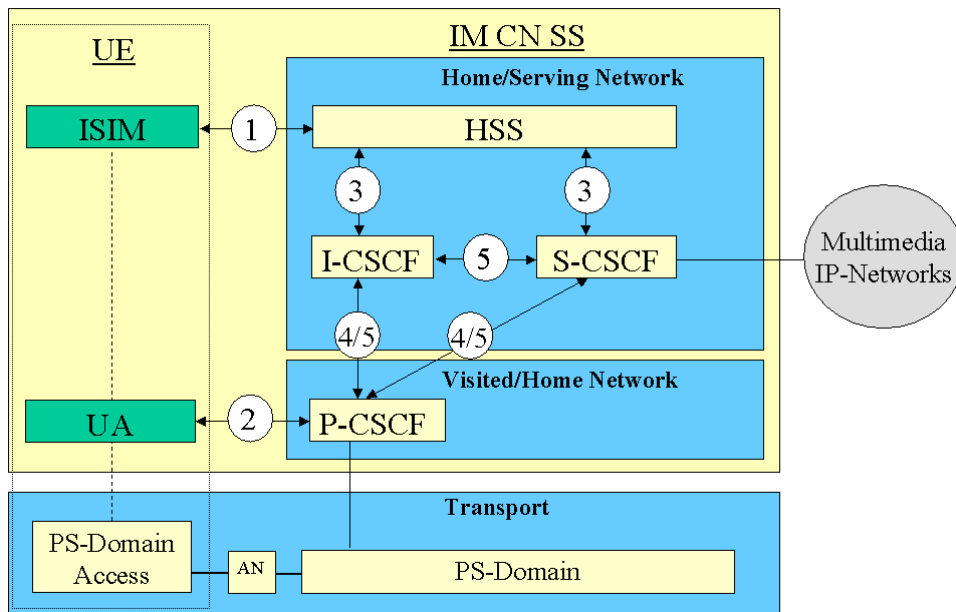 UE
IM CN SS
Home/Serving Network
ISIM
1
HSS
3
3
I-CSCF
5
S-CSCF
Multimedia
IP-Networks
4/5
4/5
Visited/Home Network
UA
2
P-CSCF
Transport
PS-Domain
Access
AN
PS-Domain